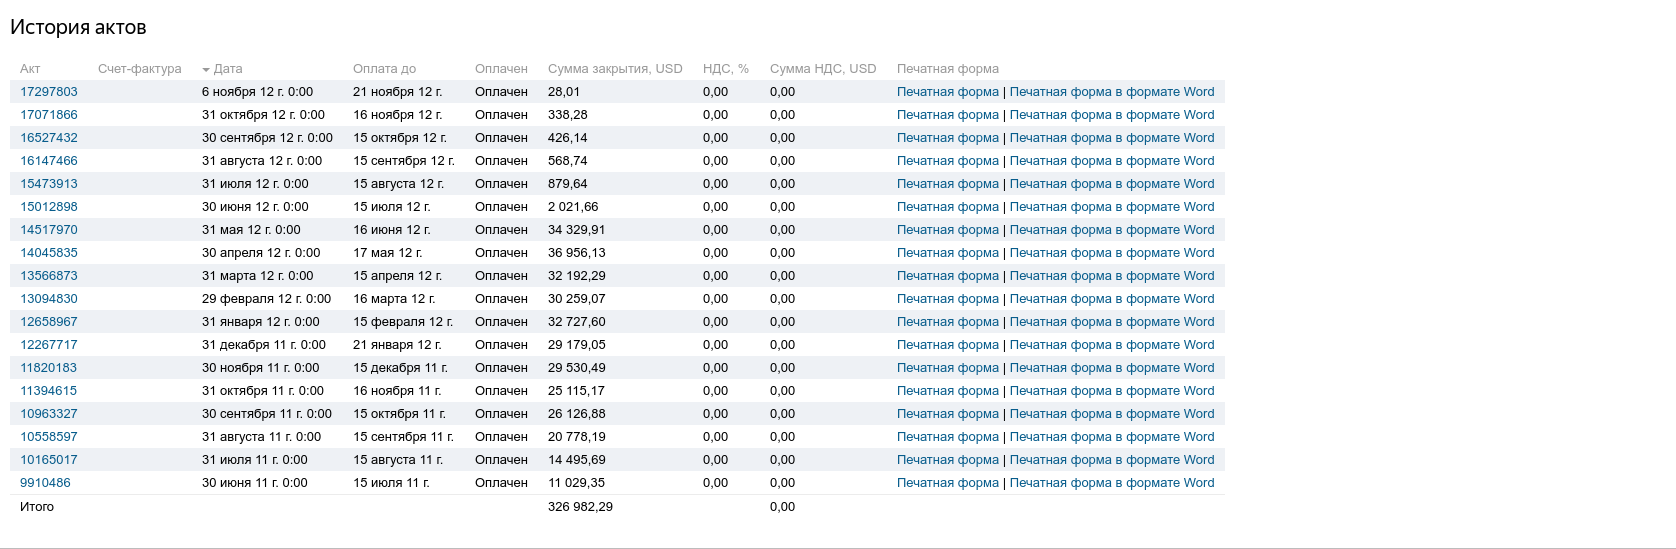 История актов
Акт Счет-фактура Дата Оплата до Оплачен Сумма закрытия, USD НДС, % Сумма НДС, USD Печатная форма
17297803 6 ноября 12 г. 0:00 21 ноября 12 г. Оплачен 28,01 0,00 0,00 Печатная форма | Печатная форма в формате Word
17071866 31 октября 12 г. 0:00 16 ноября 12 г. Оплачен 338,28 0,00 0,00 Печатная форма | Печатная форма в формате Word
16527432 30 сентября 12 г. 0:00 15 октября 12 г. Оплачен 426,14 0,00 0,00 Печатная форма | Печатная форма в формате Word
16147466 31 августа 12 г. 0:00 15 сентября 12 г. Оплачен 568,74 0,00 0,00 Печатная форма | Печатная форма в формате Word
15473913 31 июля 12 г. 0:00 15 августа 12 г. Оплачен 879,64 0,00 0,00 Печатная форма | Печатная форма в формате Word
15012898 30 июня 12 г. 0:00 15 июля 12 г. Оплачен 2 021,66 0,00 0,00 Печатная форма | Печатная форма в формате Word
14517970 31 мая 12 г. 0:00 16 июня 12 г. Оплачен 34 329,91 0,00 0,00 Печатная форма | Печатная форма в формате Word
14045835 30 апреля 12 г. 0:00 17 мая 12 г. Оплачен 36 956,13 0,00 0,00 Печатная форма | Печатная форма в формате Word
13566873 31 марта 12 г. 0:00 15 апреля 12 г. Оплачен 32 192,29 0,00 0,00 Печатная форма | Печатная форма в формате Word
13094830 29 февраля 12 г. 0:00 16 марта 12 г. Оплачен 30 259,07 0,00 0,00 Печатная форма | Печатная форма в формате Word
12658967 31 января 12 г. 0:00 15 февраля 12 г. Оплачен 32 727,60 0,00 0,00 Печатная форма | Печатная форма в формате Word
12267717 31 декабря 11 г. 0:00 21 января 12 г. Оплачен 29 179,05 0,00 0,00 Печатная форма | Печатная форма в формате Word
11820183 30 ноября 11 г. 0:00 15 декабря 11 г. Оплачен 29 530,49 0,00 0,00 Печатная форма | Печатная форма в формате Word
11394615 31 октября 11 г. 0:00 16 ноября 11 г. Оплачен 25 115,17 0,00 0,00 Печатная форма | Печатная форма в формате Word
10963327 30 сентября 11 г. 0:00 15 октября 11 г. Оплачен 26 126,88 0,00 0,00 Печатная форма | Печатная форма в формате Word
10558597 31 августа 11 г. 0:00 15 сентября 11 г. Оплачен 20 778,19 0,00 0,00 Печатная форма | Печатная форма в формате Word
10165017 31 июля 11 г. 0:00 15 августа 11 г. Оплачен 14 495,69 0,00 0,00 Печатная форма | Печатная форма в формате Word
9910486 30 июня 11 г. 0:00 15 июля 11 г. Оплачен 11 029,35 0,00 0,00 Печатная форма | Печатная форма в формате Word
Итого 326 982,29 0,00